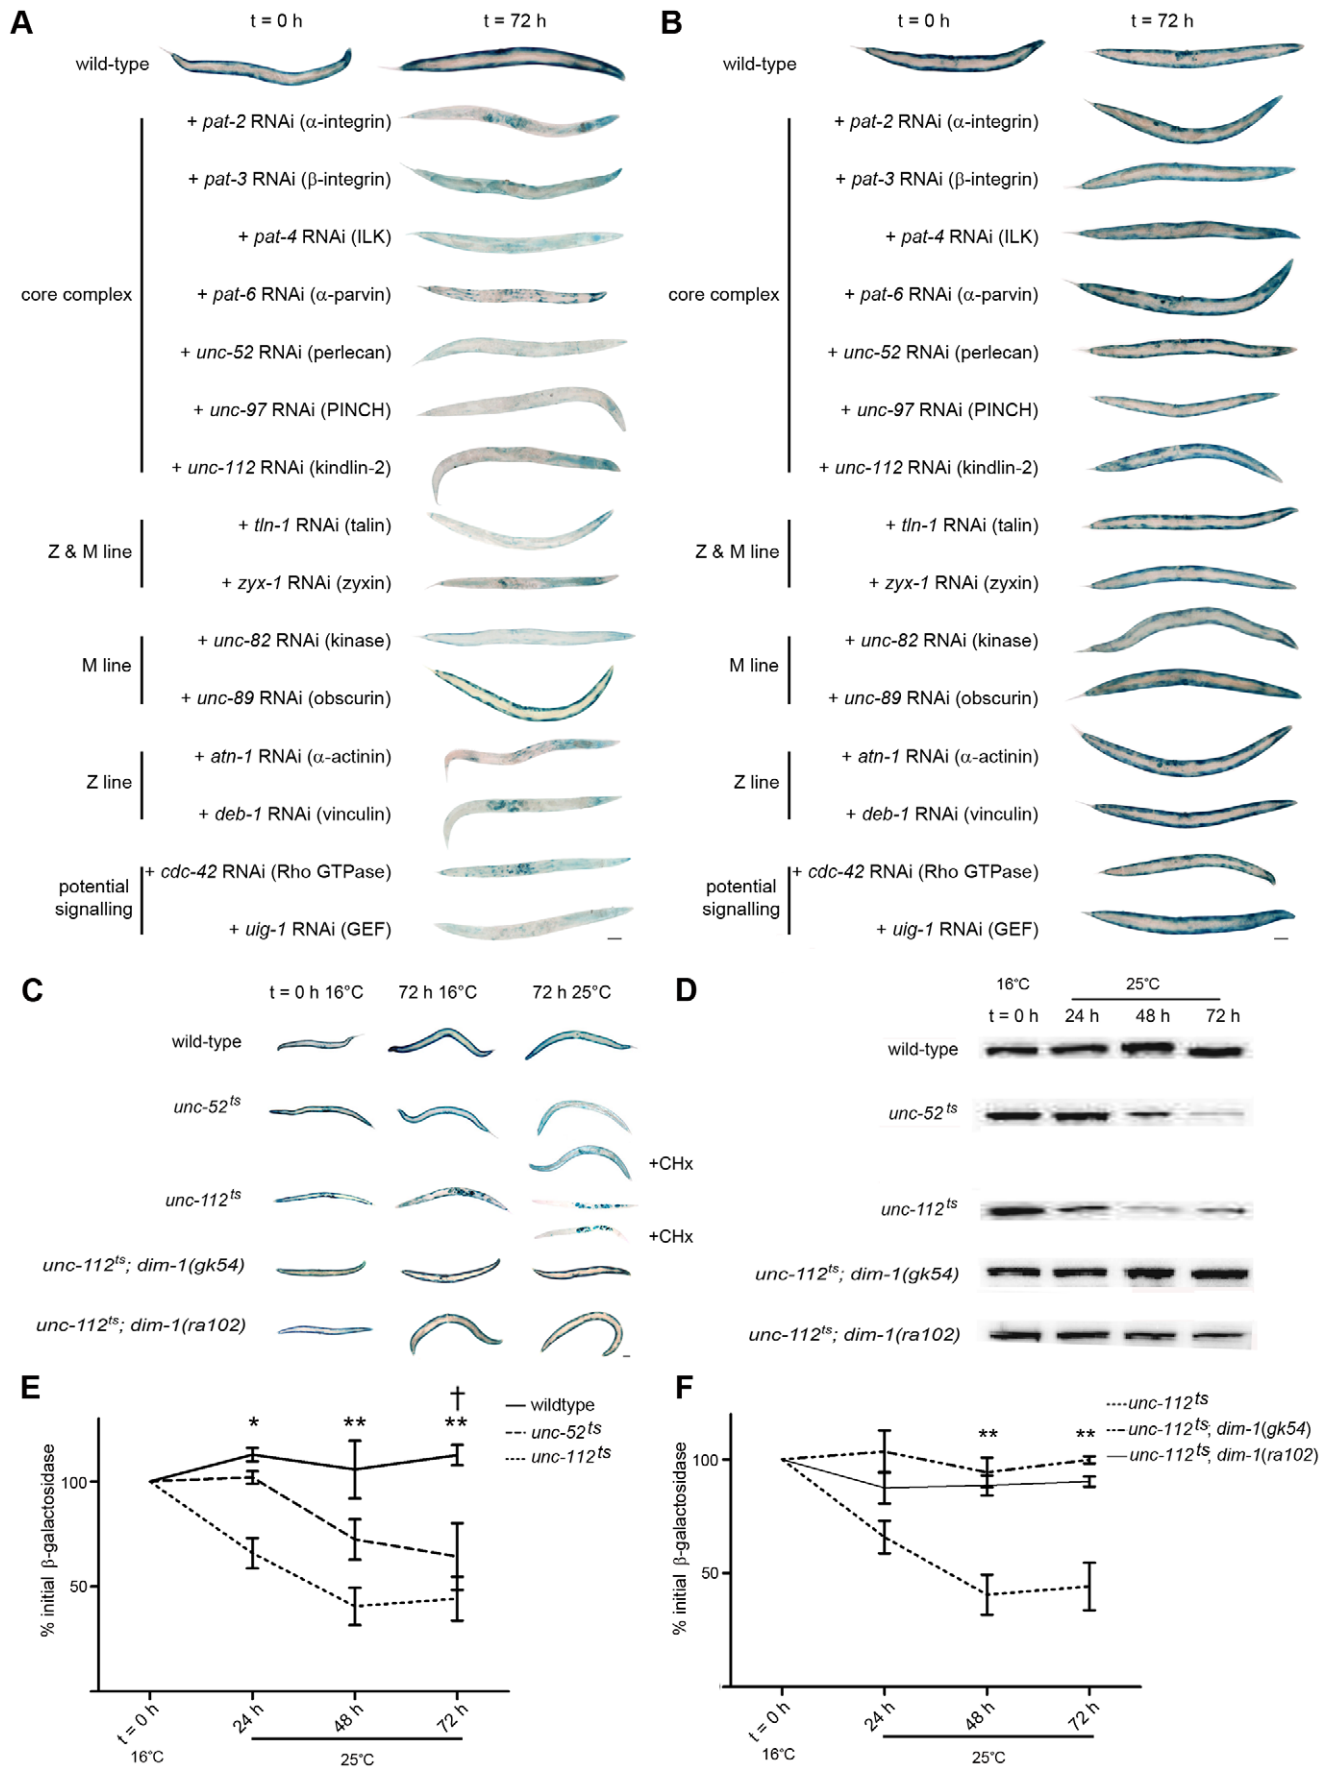 A
t = 0 h
t = 72 h
wild-type
+ pat-2 RNAi (α-integrin)
+ pat-3 RNAi (β-integrin)
+ pat-4 RNAi (ILK)
core complex
+ pat-6 RNAi (α-parvin)
+ unc-52 RNAi (perlecan)
+ unc-97 RNAi (PINCH)
+ unc-112 RNAi (kindlin-2)
+ tln-1 RNAi (talin)
Z & M line
+ zyx-1 RNAi (zyxin)
+ unc-82 RNAi (kinase)
M line
+ unc-89 RNAi (obscurin)
+ atn-1 RNAi (α-actinin)
Z line
+ deb-1 RNAi (vinculin)
+ cdc-42 RNAi (Rho GTPase)
potential
signalling
+ uig-1 RNAi (GEF)
B
t = 0 h
t = 72 h
wild-type
+ pat-2 RNAi (α-integrin)
+ pat-3 RNAi (β-integrin)
+ pat-4 RNAi (ILK)
core complex
+ pat-6 RNAi (α-parvin)
+ unc-52 RNAi (perlecan)
+ unc-97 RNAi (PINCH)
+ unc-112 RNAi (kindlin-2)
+ tln-1 RNAi (talin)
Z & M line
+ zyx-1 RNAi (zyxin)
+ unc-82 RNAi (kinase)
M line
+ unc-89 RNAi (obscurin)
+ atn-1 RNAi (α-actinin)
Z line
+ deb-1 RNAi (vinculin)
+ cdc-42 RNAi (Rho GTPase)
potential
signalling
+ uig-1 RNAi (GEF)
C
t = 0 h 16°C
72 h 16°C
72 h 25°C
wild-type
unc-52ts
+CHx
unc-112ts
+CHx
unc-112ts; dim-1(gk54)
unc-112ts; dim-1(ra102)
D
16°C
25°C
t = 0 h
24 h
48 h
72 h
wild-type
unc-52ts
unc-112ts
unc-112ts; dim-1(gk54)
unc-112ts; dim-1(ra102)
E
†
* ** **
wildtype
unc-52ts
unc-112ts
% initial β-galactosidase
100
50
t = 0 h
24 h
48 h
72 h
16°C
25°C
F
** **
unc-112ts
unc-112ts, dim-1(gk54)
unc-112ts, dim-1(ra102)
% initial β-galactosidase
100
50
t = 0 h
24 h
48 h
72 h
16°C
25°C